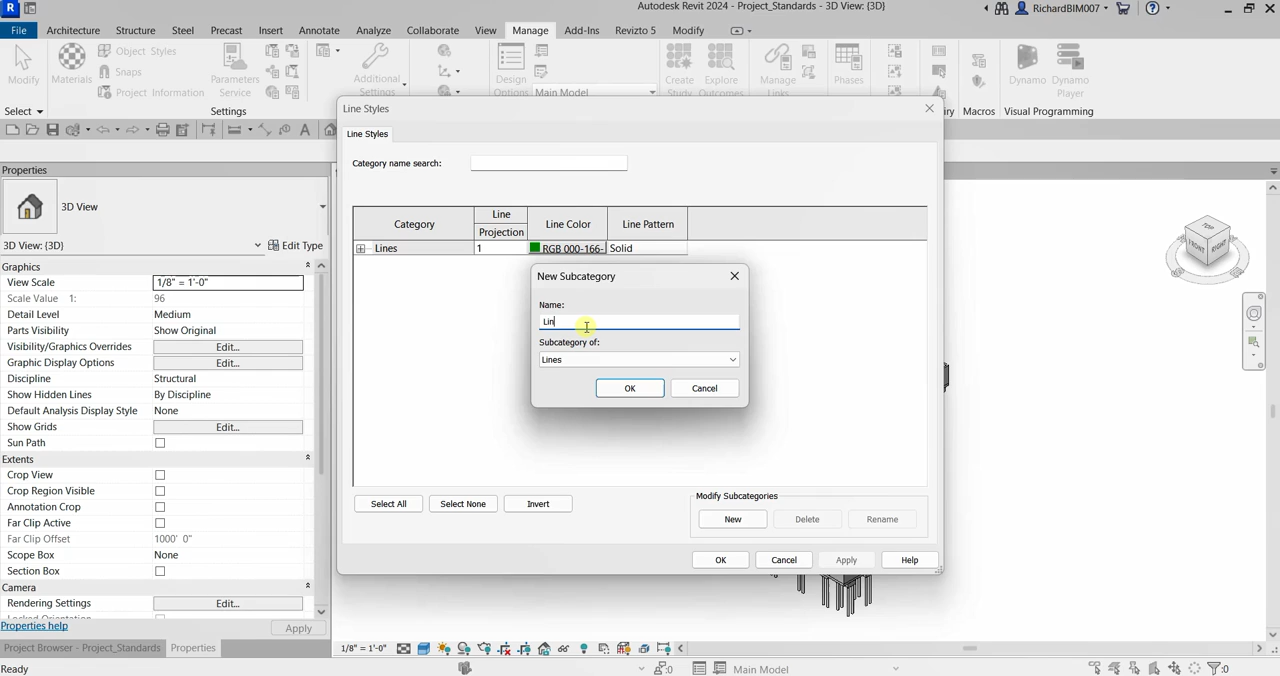 Autodesk Revit 2024 - Project_Standards - 3D View: {3D}
RichardBIM007
File Architecture Structure Steel Precast Insert Annotate Analyze Collaborate View Manage Add-Ins Revizto 5 Modify
Modify
Materials
Object Styles
Snaps
Project Information
Parameters
Service
Additional
Settings
Design
Options
Main Model
Create
Study
Explore
Outcomes
Manage
Links
Phases
Dynamo
Dynamo
Player
Select
Settings
Macros
Visual Programming
Properties
3D View
3D View: {3D}
Edit Type
Graphics
View Scale 1/8" = 1'-0"
Scale Value 1: 96
Detail Level Medium
Parts Visibility Show Original
Visibility/Graphics Overrides Edit...
Graphic Display Options Edit...
Discipline Structural
Show Hidden Lines By Discipline
Default Analysis Display Style None
Show Grids Edit...
Sun Path
Extents
Crop View
Crop Region Visible
Annotation Crop
Far Clip Active
Far Clip Offset 1000' 0"
Scope Box None
Section Box
Camera
Rendering Settings Edit...
Properties help
Apply
Project Browser - Project_Standards
Properties
Ready
Line Styles
Line Styles
Category name search:
Category
Line
Projection
Line Color
Line Pattern
Lines 1 RGB 000-166- Solid
New Subcategory
Name:
Lin
Subcategory of:
Lines
OK Cancel
Select All Select None Invert
Modify Subcategories
New Delete Rename
OK Cancel Apply Help
TOP
FRONT
RIGHT
1/8" = 1'-0"
:0
Main Model
:0